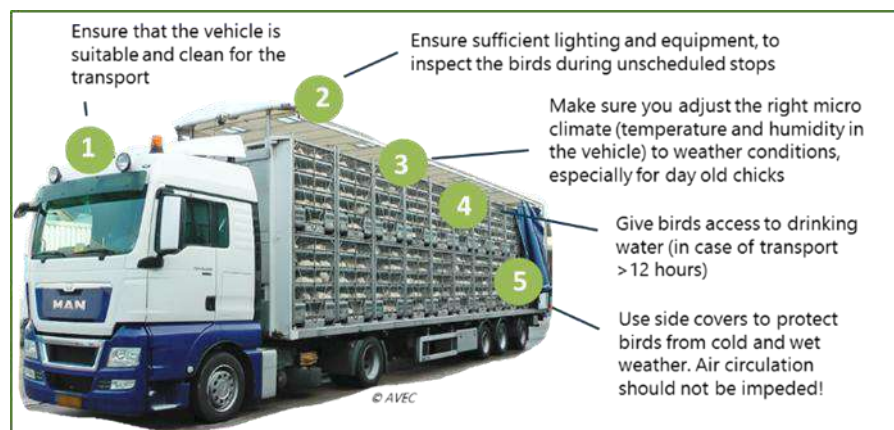 Ensure that the vehicle is
suitable and clean for the
transport
1
Ensure sufficient lighting and equipment, to
inspect the birds during unscheduled stops
2
Make sure you adjust the right micro
climate (temperature and humidity in
the vehicle) to weather conditions,
especially for day old chicks
3
Give birds access to drinking
water (in case of transport
>12 hours)
4
Use side covers to protect
birds from cold and wet
weather. Air circulation
should not be impeded!
5
MAN
© AVEC